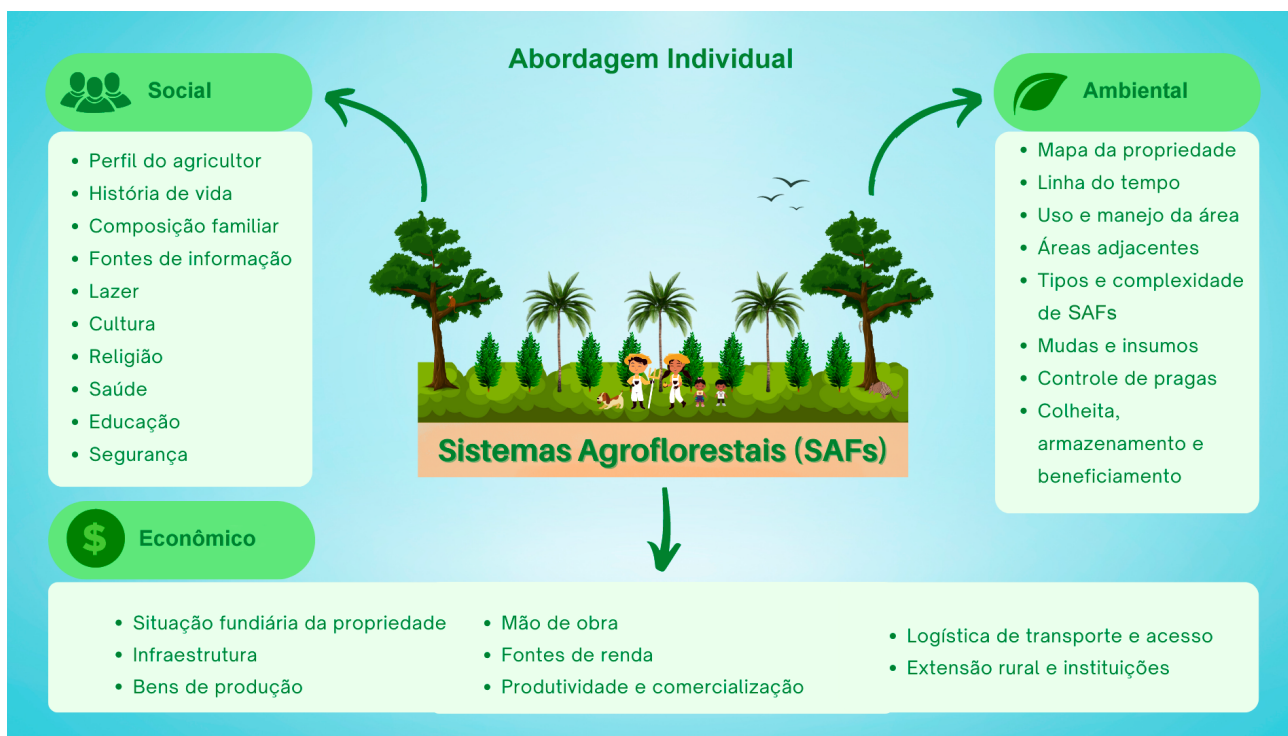 Abordagem Individual
Social
• Perfil do agricultor
• História de vida
• Composição familiar
• Fontes de informação
• Lazer
• Cultura
• Religião
• Saúde
• Educação
• Segurança
Ambiental
• Mapa da propriedade
• Linha do tempo
• Uso e manejo da área
• Áreas adjacentes
• Tipos e complexidade
de SAFs
• Mudas e insumos
• Controle de pragas
• Colheita,
armazenamento e
beneficiamento
Sistemas Agroflorestais (SAFs)
$ Econômico
• Situação fundiária da propriedade
• Infraestrutura
• Bens de produção
• Mão de obra
• Fontes de renda
• Produtividade e comercialização
• Logística de transporte e acesso
• Extensão rural e instituições